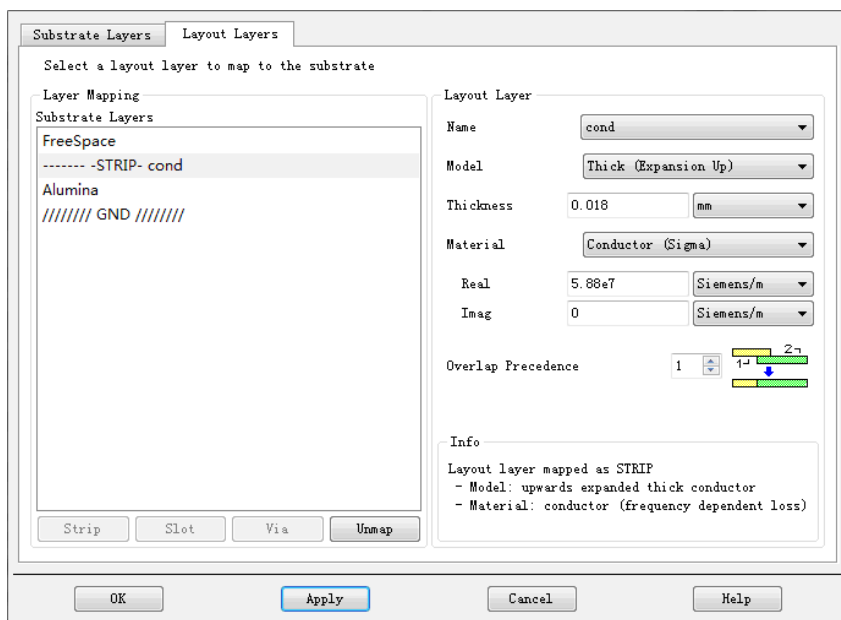 Substrate Layers Layout Layers
Select a layout layer to map to the substrate
Layer Mapping
Substrate Layers
FreeSpace
------- -STRIP- cond
Alumina
//////// GND ////////
Strip Slot Via Unmap
Layout Layer
Name cond
Model Thick (Expansion Up)
Thickness 0.018 mm
Material Conductor (Sigma)
Real 5.88e7 Siemens/m
Imag 0 Siemens/m
Overlap Precedence 1
2
1
Info
Layout layer mapped as STRIP
- Model: upwards expanded thick conductor
- Material: conductor (frequency dependent loss)
OK Apply Cancel Help